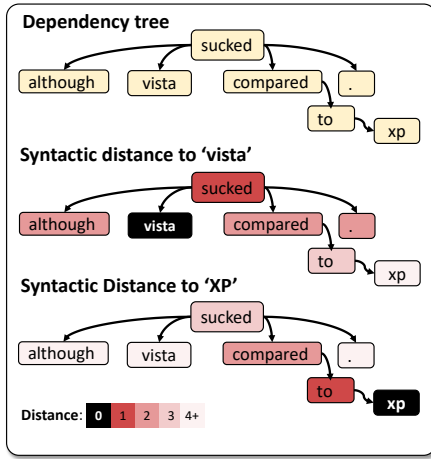 Dependency tree
sucked
although vista compared .
to
xp
Syntactic distance to ‘vista’
sucked
although vista compared .
to
xp
Syntactic Distance to ‘XP’
sucked
although vista compared .
to xp
Distance: 0 1 2 3 4+